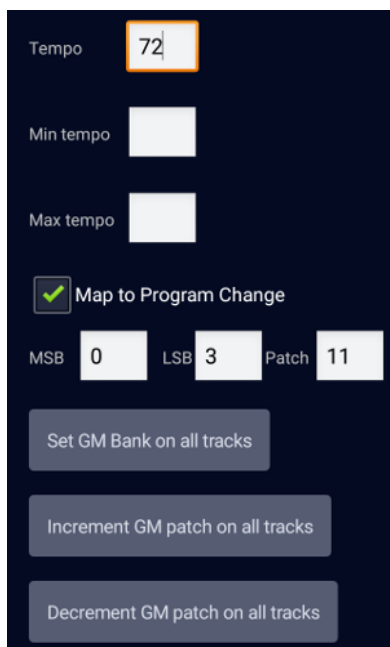 Tempo 72
Min tempo
Max tempo
Map to Program Change
MSB 0 LSB 3 Patch 11
Set GM Bank on all tracks
Increment GM patch on all tracks
Decrement GM patch on all tracks